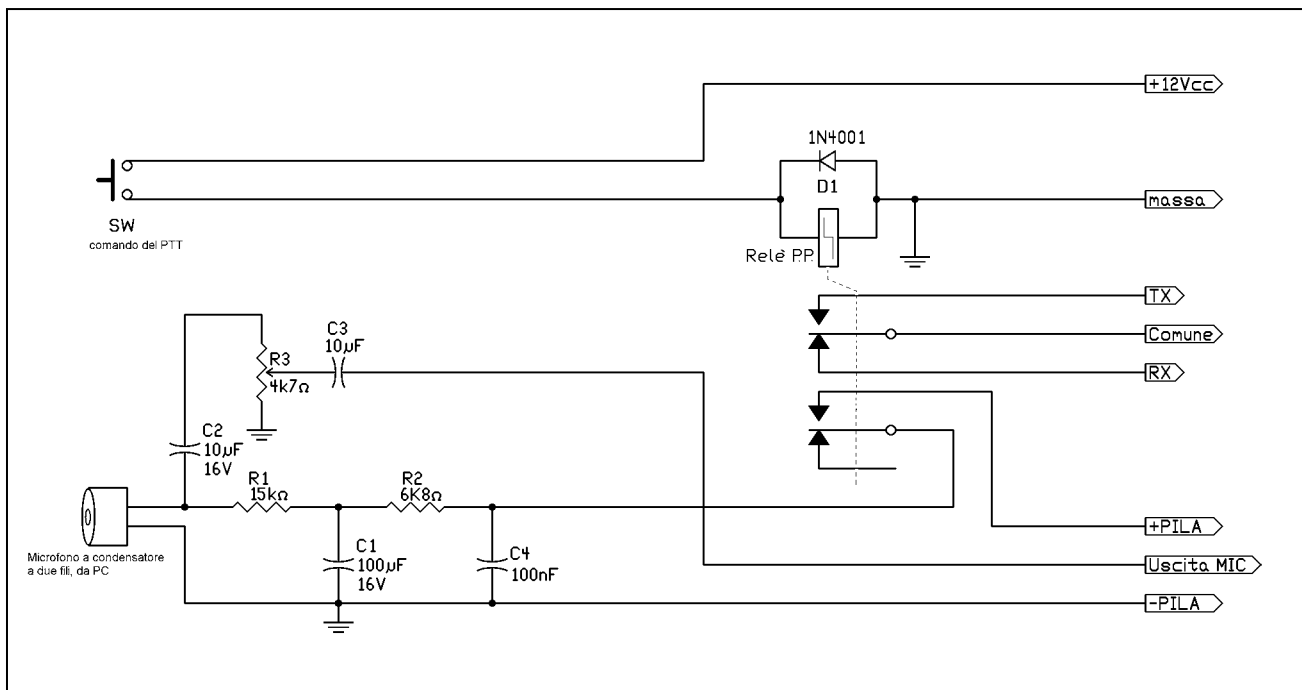 +12Vcc
1N4001
D1
massa
SW
comando del PTT
Relè P.P.
TX
Comune
RX
C3
10µF
R3
4k7Ω
C2
10µF
16V
R1
15kΩ
R2
6K8Ω
Microfono a condensatore
a due fili, da PC
C1
100µF
16V
C4
100nF
+PILA
Uscita MIC
-PILA